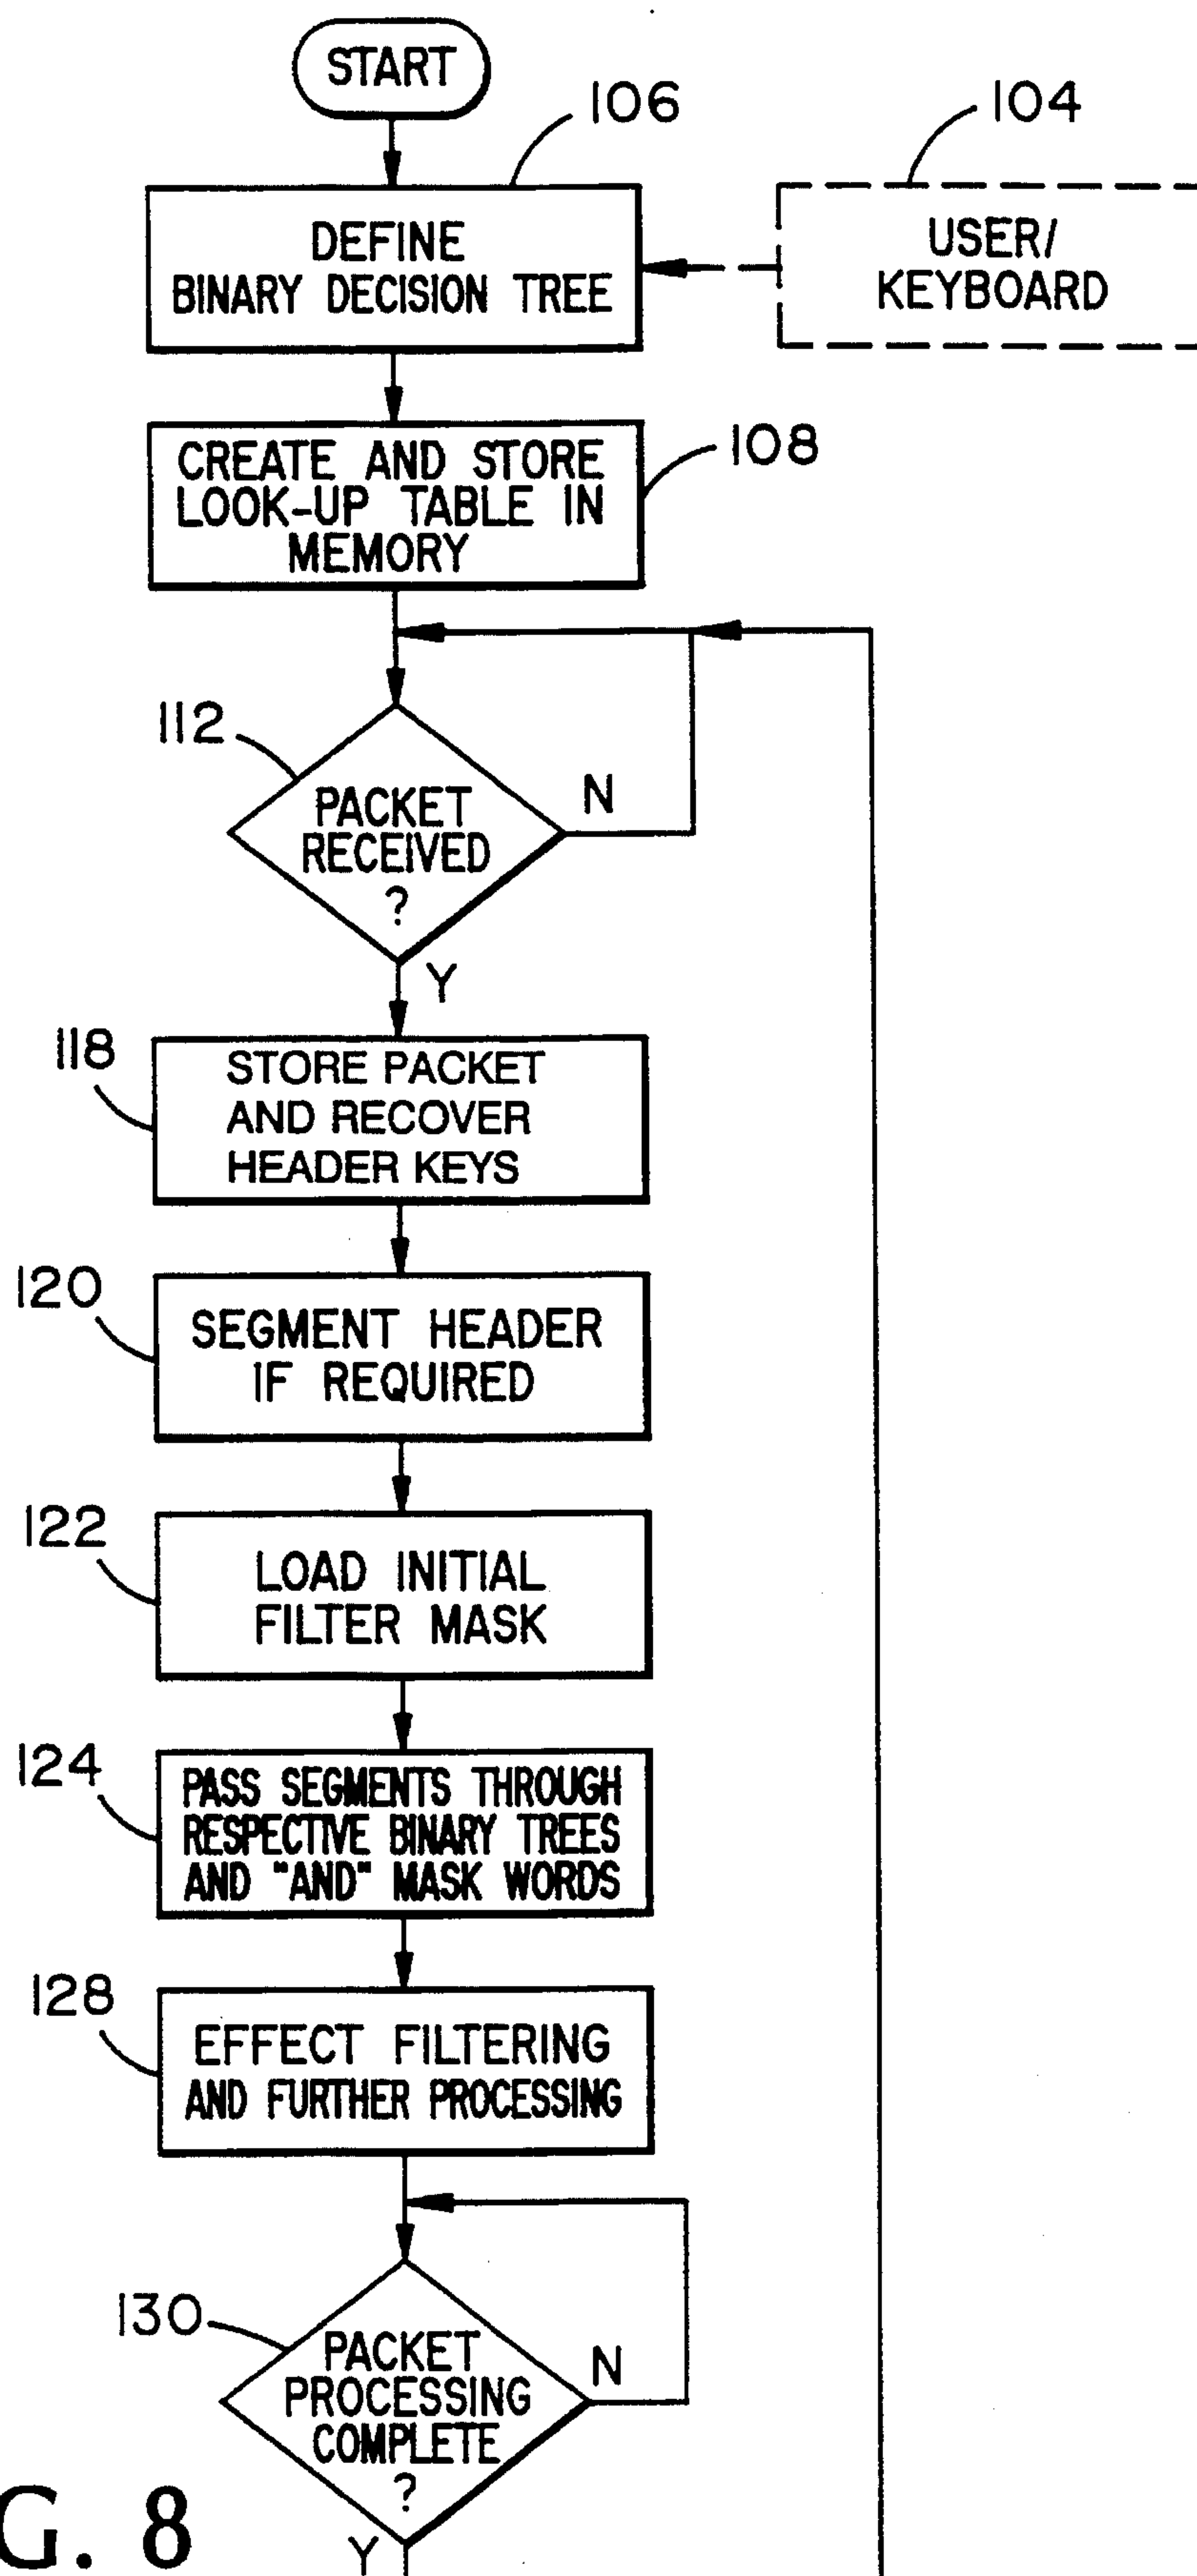 START
106
104
DEFINE
BINARY DECISION TREE
USER/
KEYBOARD
CREATE AND STORE
LOOK-UP TABLE IN
MEMORY
108
112
PACKET
RECEIVED
?
N
Y
118
STORE PACKET
AND RECOVER
HEADER KEYS
120
SEGMENT HEADER
IF REQUIRED
122
LOAD INITIAL
FILTER MASK
124
PASS SEGMENTS THROUGH
RESPECTIVE BINARY TREES
AND "AND" MASK WORDS
128
EFFECT FILTERING
AND FURTHER PROCESSING
130
PACKET
PROCESSING
COMPLETE
?
N
Y
G. 8